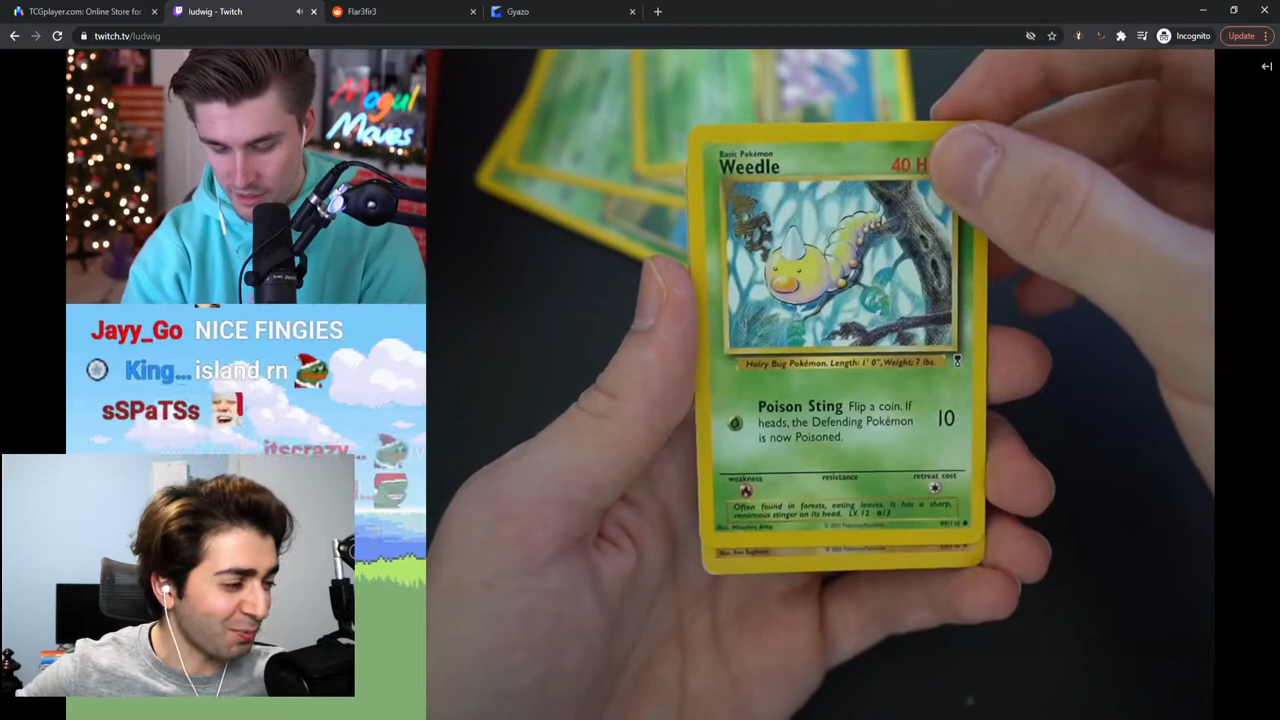 TCGplayer.com: Online Store for
ludwig - Twitch
Flar3fir3
Gyazo
twitch.tv/ludwig
Incognito
Update
Mogul
Moves
Jayy_Go NICE FINGIES
King... island rn
sSPaTSs
itscrazy...
Basic Pokémon
Weedle
40 H
Hairy Bug Pokémon. Length: 1' 0", Weight: 7 lbs.
Poison Sting Flip a coin. If
heads, the Defending Pokémon
is now Poisoned.
10
weakness
resistance
retreat cost
Often found in forests, eating leaves. It has a sharp,
venomous stinger on its head. LV. 12 #13